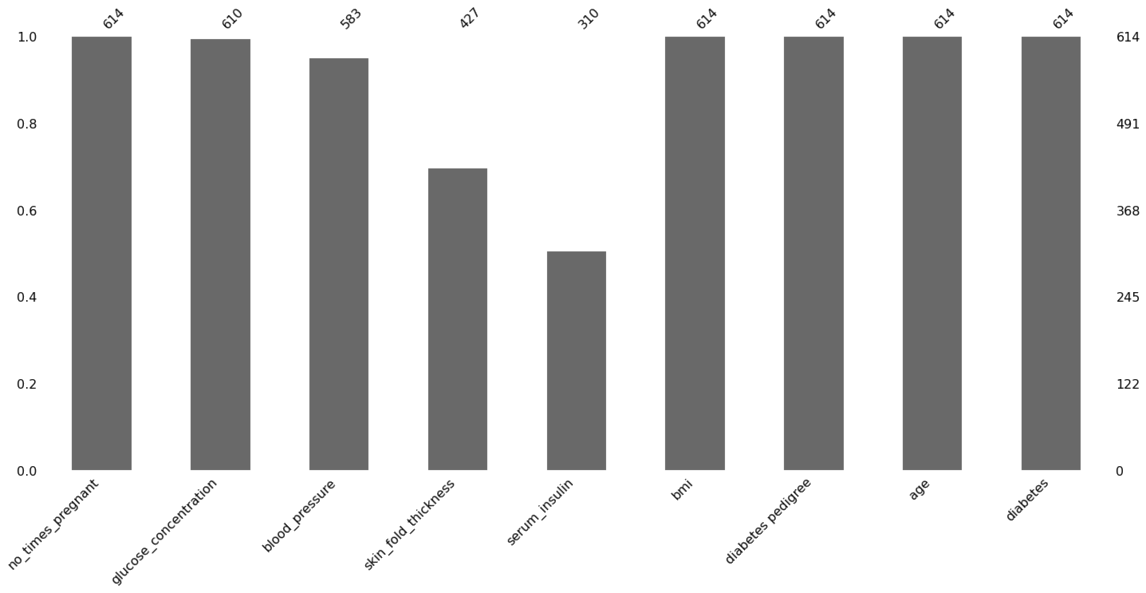 614 610 583 427 310 614 614 614 614
1.0 614
0.8 491
0.6 368
0.4 245
0.2 122
0.0 0
no_times_pregnant
glucose_concentration
blood_pressure
skin_fold_thickness
serum_insulin
bmi
diabetes pedigree
age
diabetes